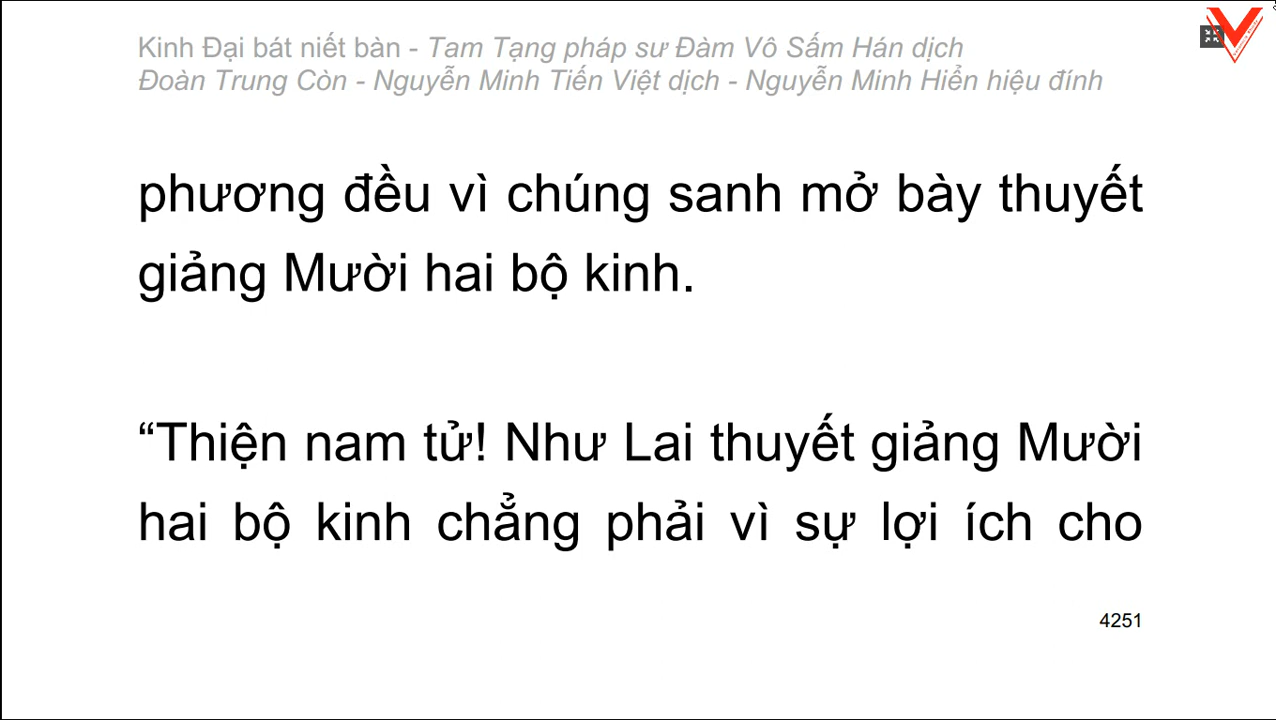 Kinh Đại bát niết bàn - Tam Tạng pháp sư Đàm Vô Sấm Hán dịch
Đoàn Trung Còn - Nguyễn Minh Tiến Việt dịch - Nguyễn Minh Hiển hiệu đính
phương đều vì chúng sanh mở bày thuyết
giảng Mười hai bộ kinh.
“Thiện nam tử! Như Lai thuyết giảng Mười
hai bộ kinh chẳng phải vì sự lợi ích cho
4251